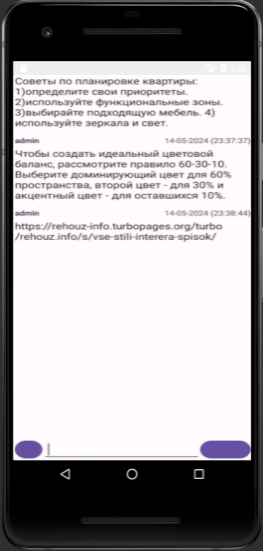 Советы по планировке квартиры:
1)определите свои приоритеты.
2)используйте функциональные зоны.
3)выбирайте подходящую мебель. 4)
используйте зеркала и свет.
admin 14-05-2024 (23:37:37)
Чтобы создать идеальный цветовой
баланс, рассмотрите правило 60-30-10.
Выберите доминирующий цвет для 60%
пространства, второй цвет - для 30% и
акцентный цвет - для оставшихся 10%.
admin 14-05-2024 (23:38:44)
https://rehouz-info.turbopages.org/turbo
/rehouz.info/s/vse-stili-interera-spisok/